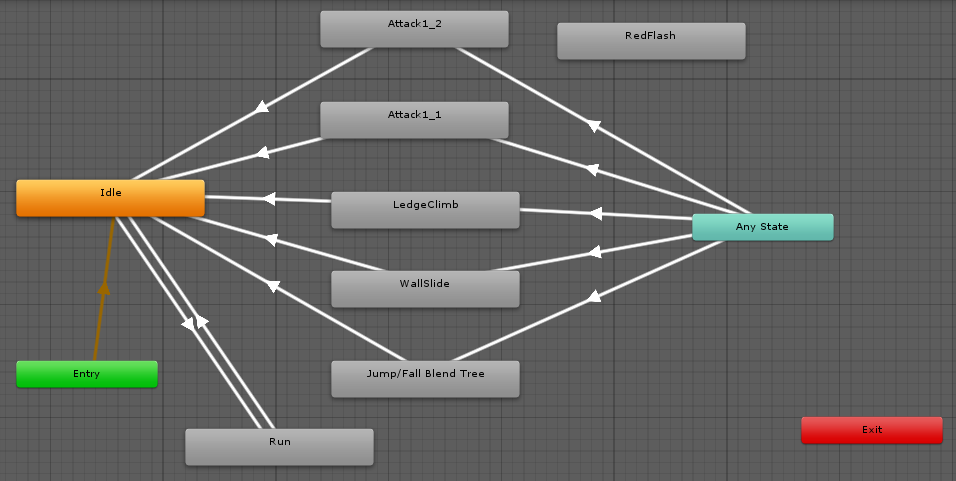 Attack1_2
RedFlash
Attack1_1
Idle
LedgeClimb
Any State
WallSlide
Entry
Jump/Fall Blend Tree
Exit
Run